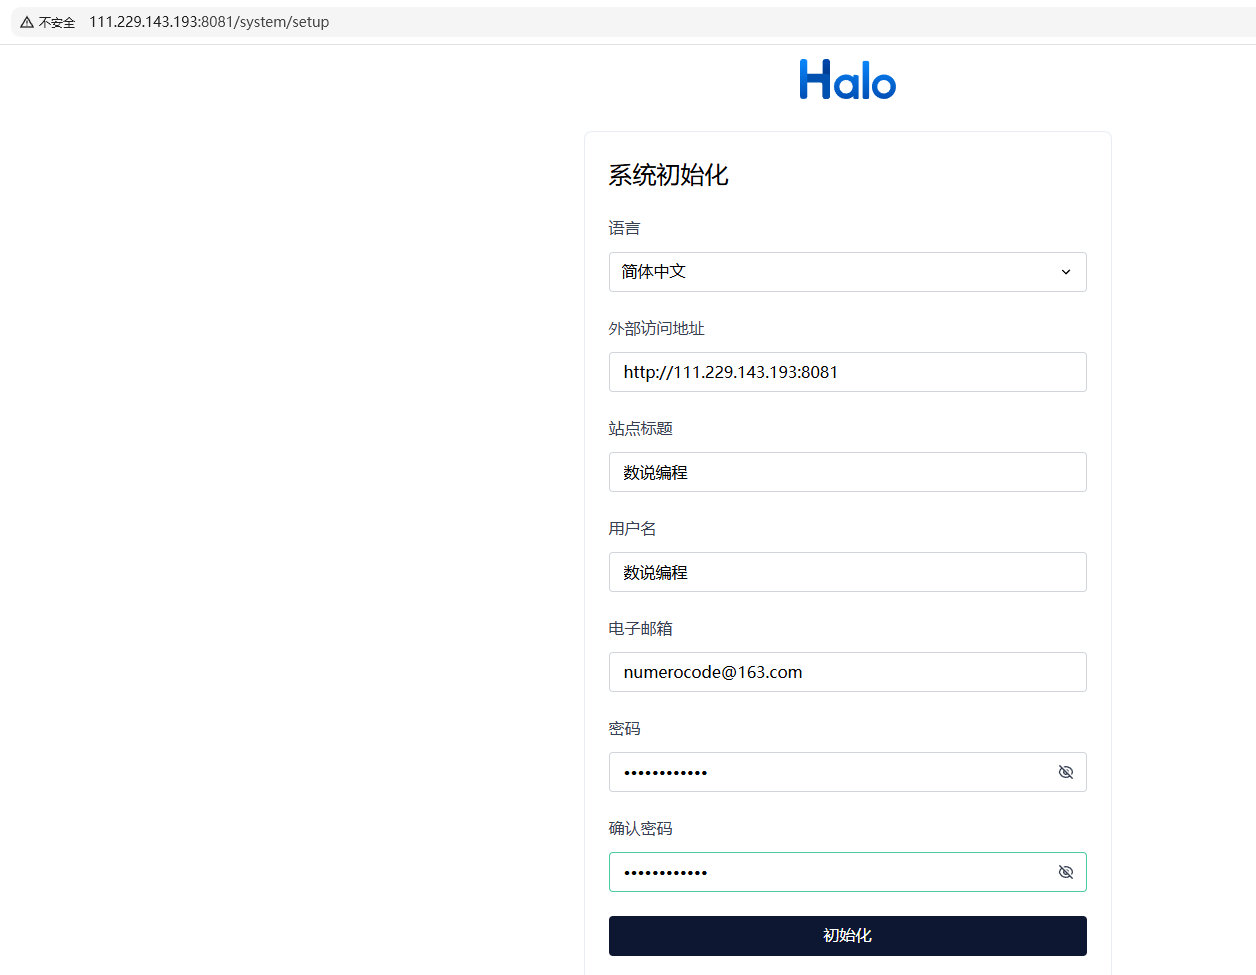 不安全 111.229.143.193:8081/system/setup
Halo
系统初始化
语言
简体中文
外部访问地址
http://111.229.143.193:8081
站点标题
数说编程
用户名
数说编程
电子邮箱
numerocode@163.com
密码
••••••••••••
确认密码
••••••••••••
初始化